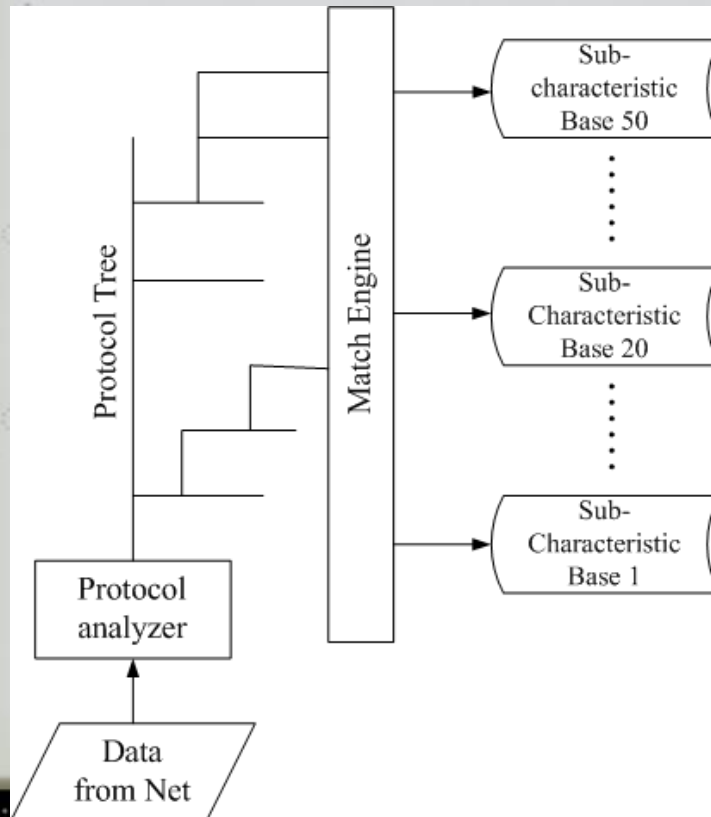 Sub-
characteristic
Base 50
Protocol Tree
Match Engine
Sub-
Characteristic
Base 20
Sub-
Characteristic
Base 1
Protocol
analyzer
Data
from Net